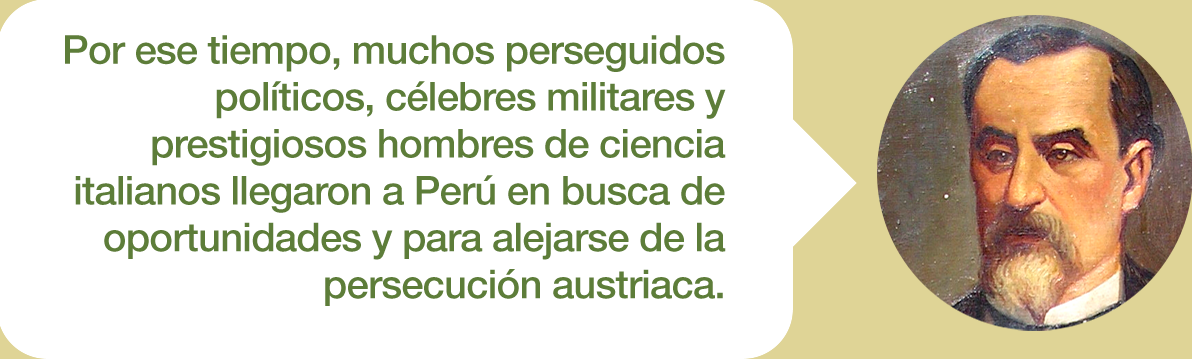 Por ese tiempo, muchos perseguidos
políticos, célebres militares y
prestigiosos hombres de ciencia
italianos llegaron a Perú en busca de
oportunidades y para alejarse de la
persecución austriaca.